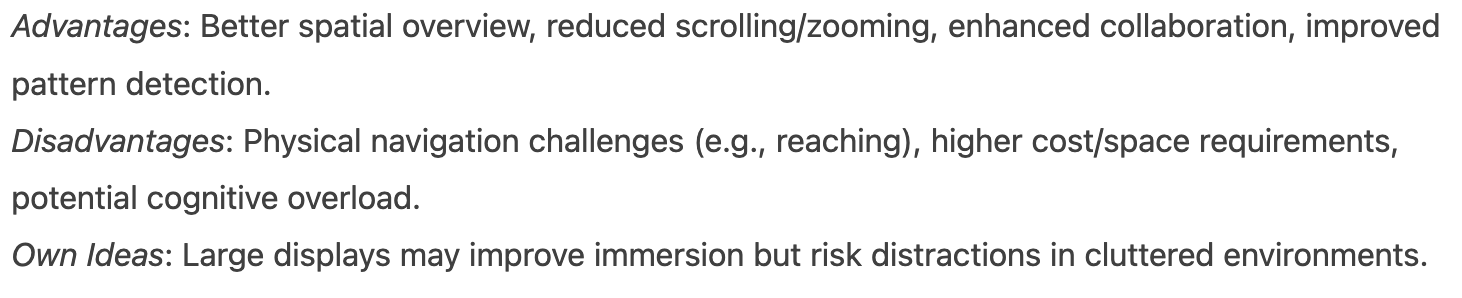 Advantages: Better spatial overview, reduced scrolling/zooming, enhanced collaboration, improved
pattern detection.
Disadvantages: Physical navigation challenges (e.g., reaching), higher cost/space requirements,
potential cognitive overload.
Own Ideas: Large displays may improve immersion but risk distractions in cluttered environments.